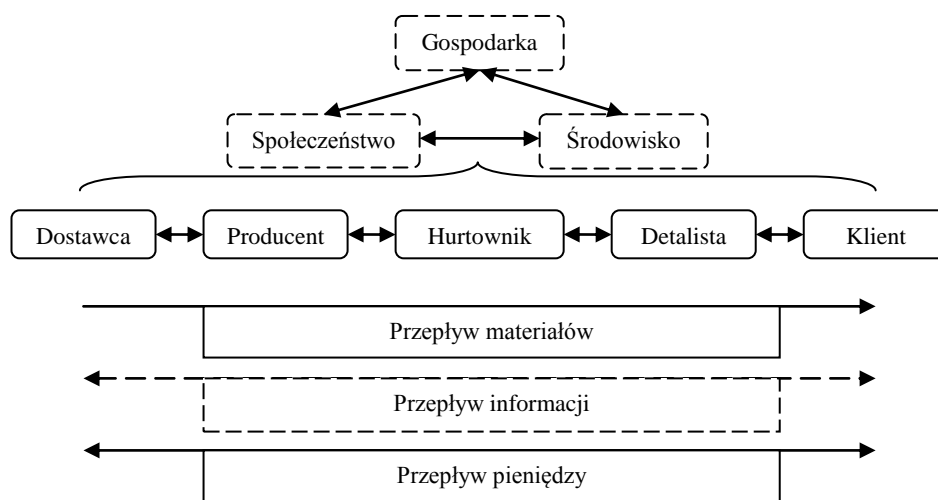 Gospodarka
Społeczeństwo
Środowisko
Dostawca
Producent
Hurtownik
Detalista
Klient
Przepływ materiałów
Przepływ informacji
Przepływ pieniędzy